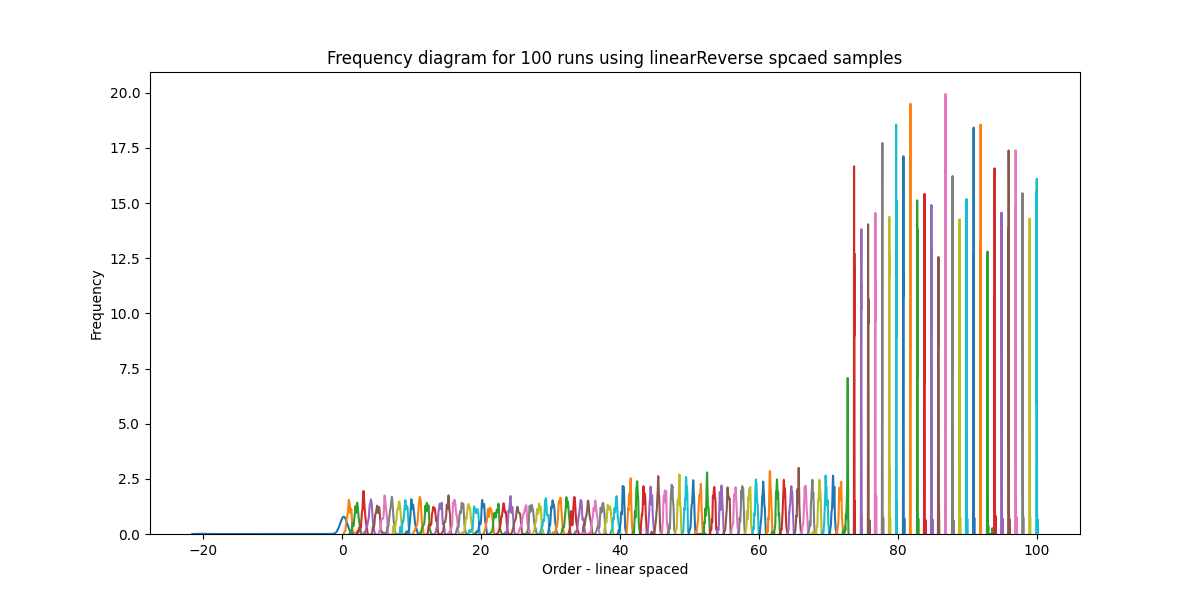 Frequency diagram for 100 runs using linearReverse spcaed samples
20.0
17.5
15.0
12.5
10.0
7.5
5.0
2.5
0.0
Frequency
−20 0 20 40 60 80 100
Order - linear spaced